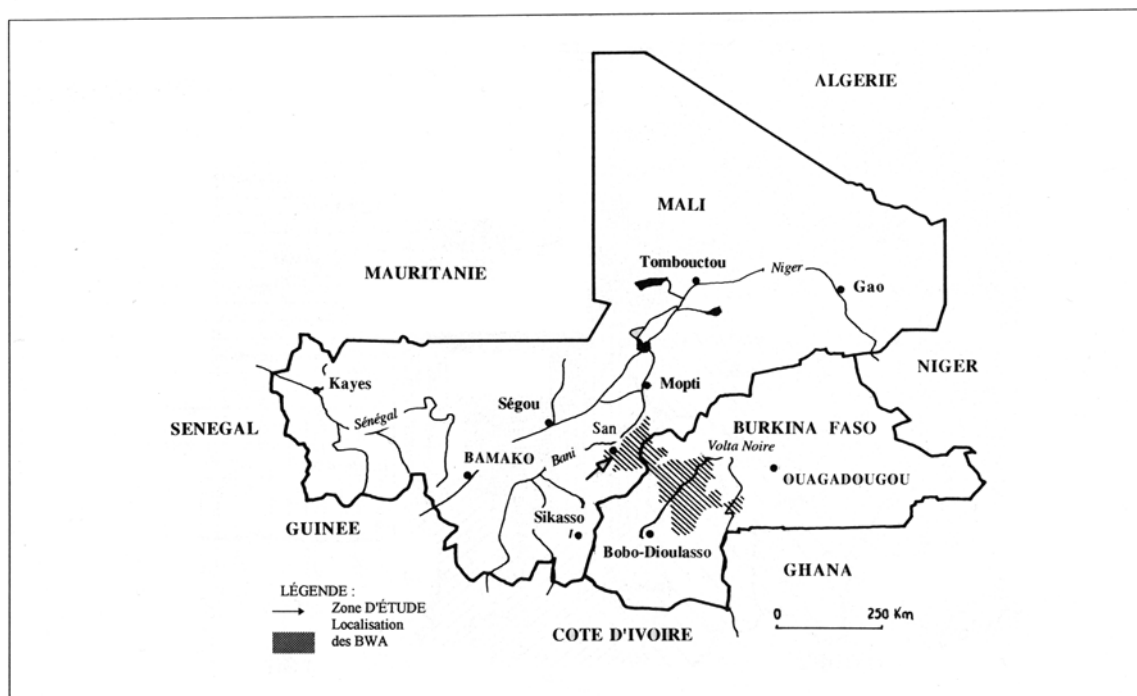 ALGERIE
MALI
Tombouctou
Niger
MAURITANIE
Gao
NIGER
Kayes
Mopti
Ségou
Sénégal
SENEGAL
San
BURKINA FASO
Volta Noire
Bani
BAMAKO
OUAGADOUGOU
GUINEE
Sikasso
Bobo-Dioulasso
GHANA
LÉGENDE :
Zone D'ÉTUDE
Localisation
des BWA
COTE D'IVOIRE
0 250 Km